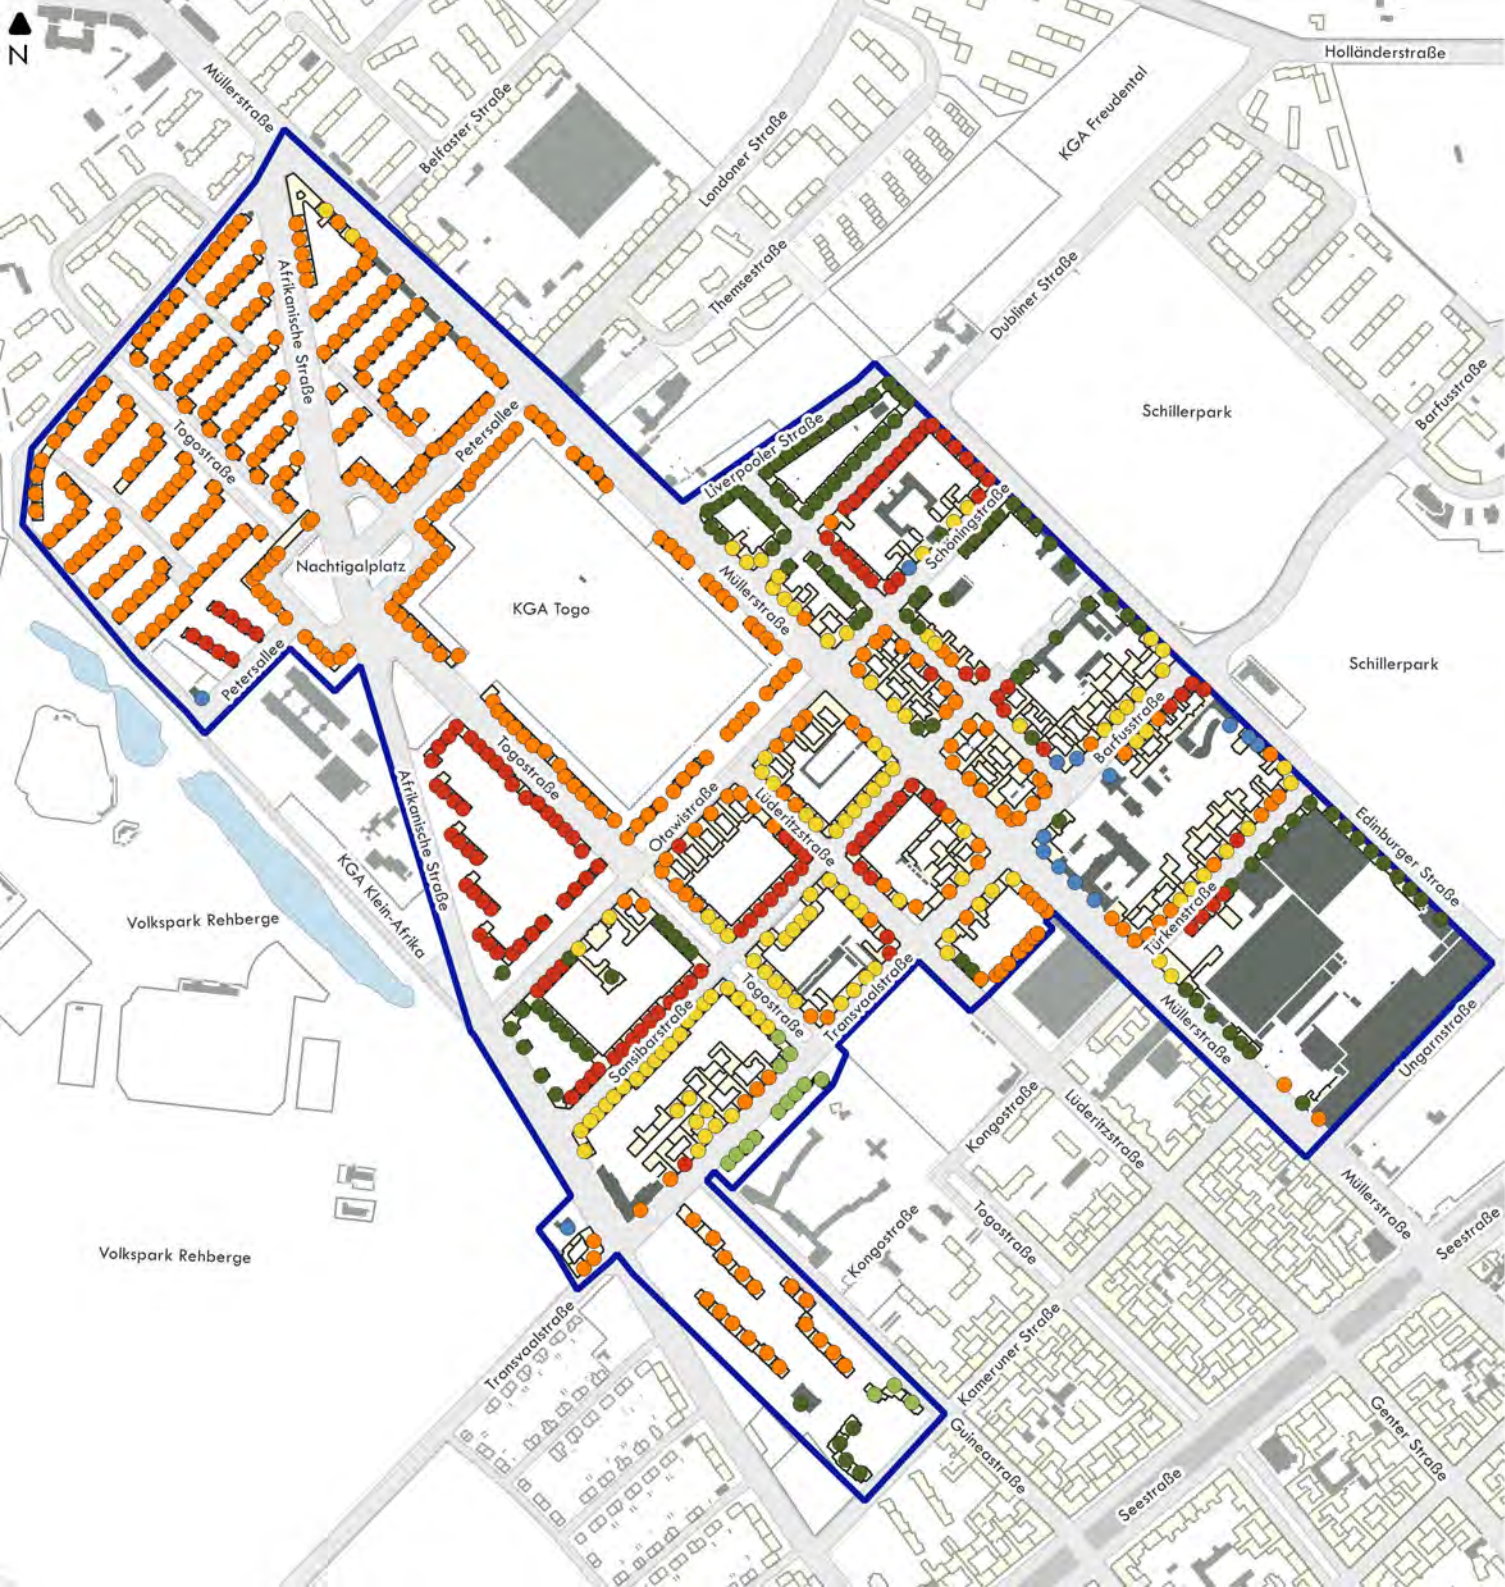 N
Holländerstraße
Müllerstraße
Belfaster Straße
KGA Freudental
Londoner Straße
Themsestraße
Dubliner Straße
Afrikanische Straße
Barfusstraße
Schillerpark
Petersallee
Togostraße
Liverpooler Straße
Schöningstraße
Nachtigalplatz
KGA Togo
Müllerstraße
Schillerpark
Petersallee
Togostraße
Barfusstraße
Afrikanische Straße
Otawistraße
Lüderitzstraße
Edinburger Straße
KGA Klein-Afrika
Volkspark Rehberge
Türkenstraße
Togostraße
Transvaalstraße
Sansibarstraße
Müllerstraße
Ungarnstraße
Kongostraße
Lüderitzstraße
Müllerstraße
Togostraße
Kongostraße
Seestraße
Volkspark Rehberge
Transvaalstraße
Kameruner Straße
Guineastraße
Genter Straße
Seestraße